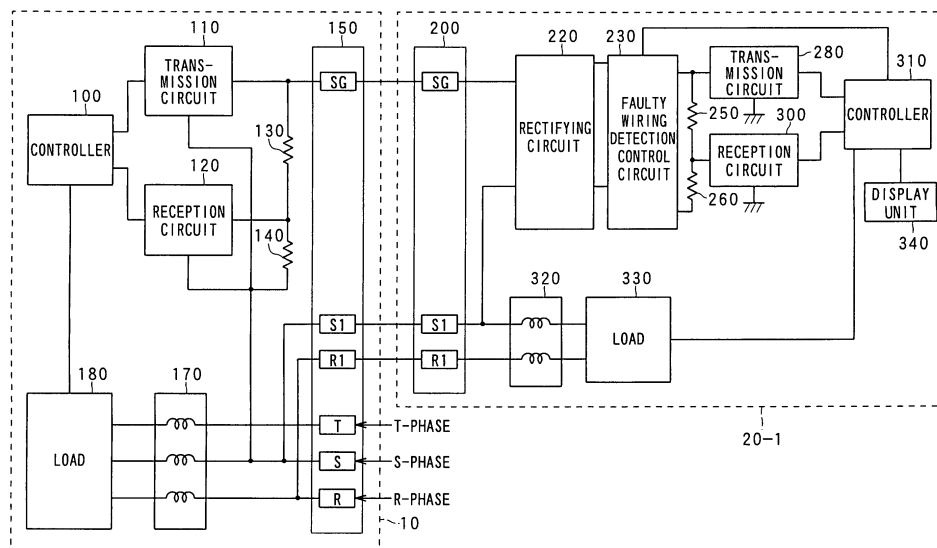 110
150
200
220
230
280
310
TRANS-
MISSION
CIRCUIT
SG
SG
TRANS-
MISSION
CIRCUIT
100
130
250
300
CONTROLLER
CONTROLLER
120
RECTIFYING
CIRCUIT
FAULTY
WIRING
DETECTION
CONTROL
CIRCUIT
RECEPTION
CIRCUIT
RECEPTION
CIRCUIT
140
260
DISPLAY
UNIT
340
320
330
S1
S1
LOAD
R1
R1
180
170
LOAD
T
T-PHASE
S
S-PHASE
R
R-PHASE
20-1
10